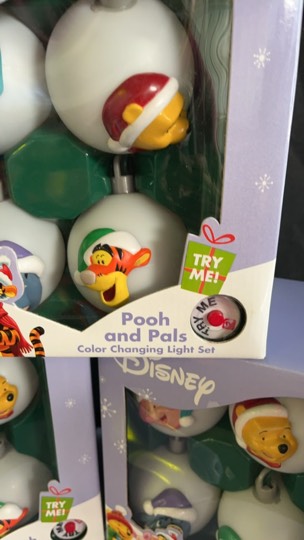 TRY
ME!
TRY ME
Pooh
and Pals
Color Changing Light Set
Disney
TRY
ME!